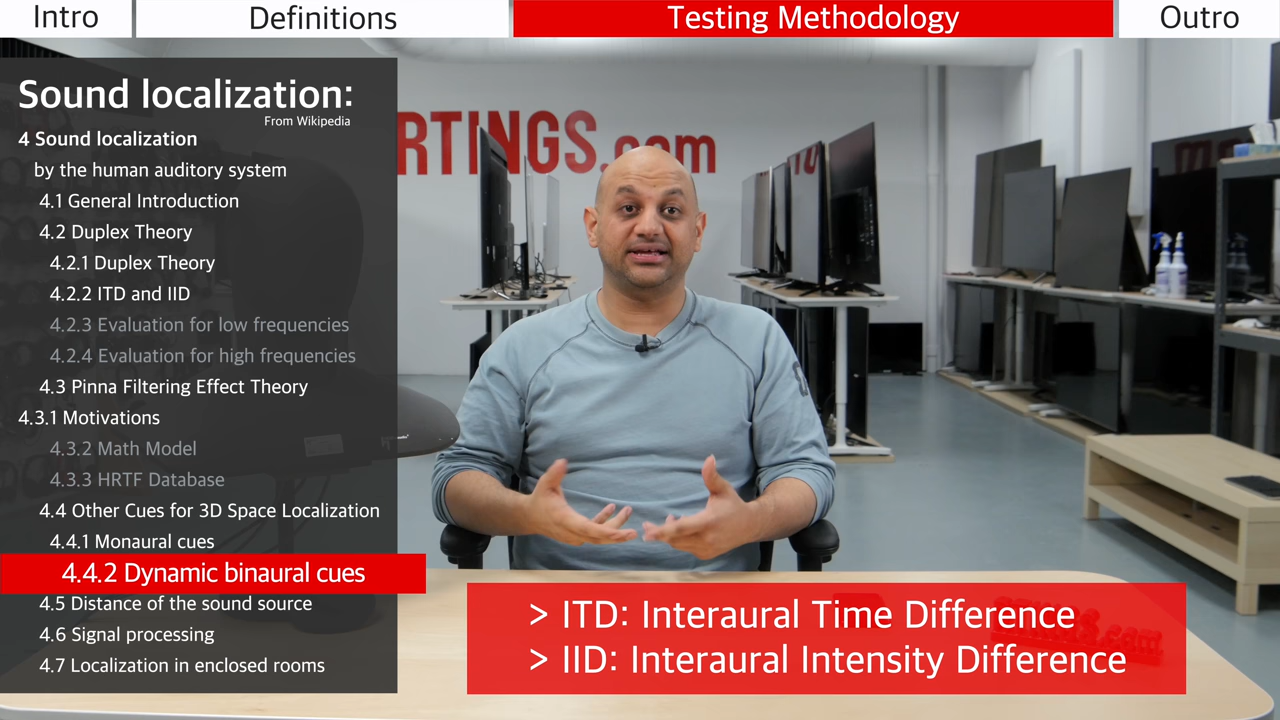 Intro
Definitions
Testing Methodology
Outro
Sound localization:
From Wikipedia
4 Sound localization
by the human auditory system
4.1 General Introduction
4.2 Duplex Theory
4.2.1 Duplex Theory
4.2.2 ITD and IID
4.2.3 Evaluation for low frequencies
4.2.4 Evaluation for high frequencies
4.3 Pinna Filtering Effect Theory
4.3.1 Motivations
4.3.2 Math Model
4.3.3 HRTF Database
4.4 Other Cues for 3D Space Localization
4.4.1 Monaural cues
4.4.2 Dynamic binaural cues
4.5 Distance of the sound source
4.6 Signal processing
4.7 Localization in enclosed rooms
RTINGS.com
> ITD: Interaural Time Difference
> IID: Interaural Intensity Difference